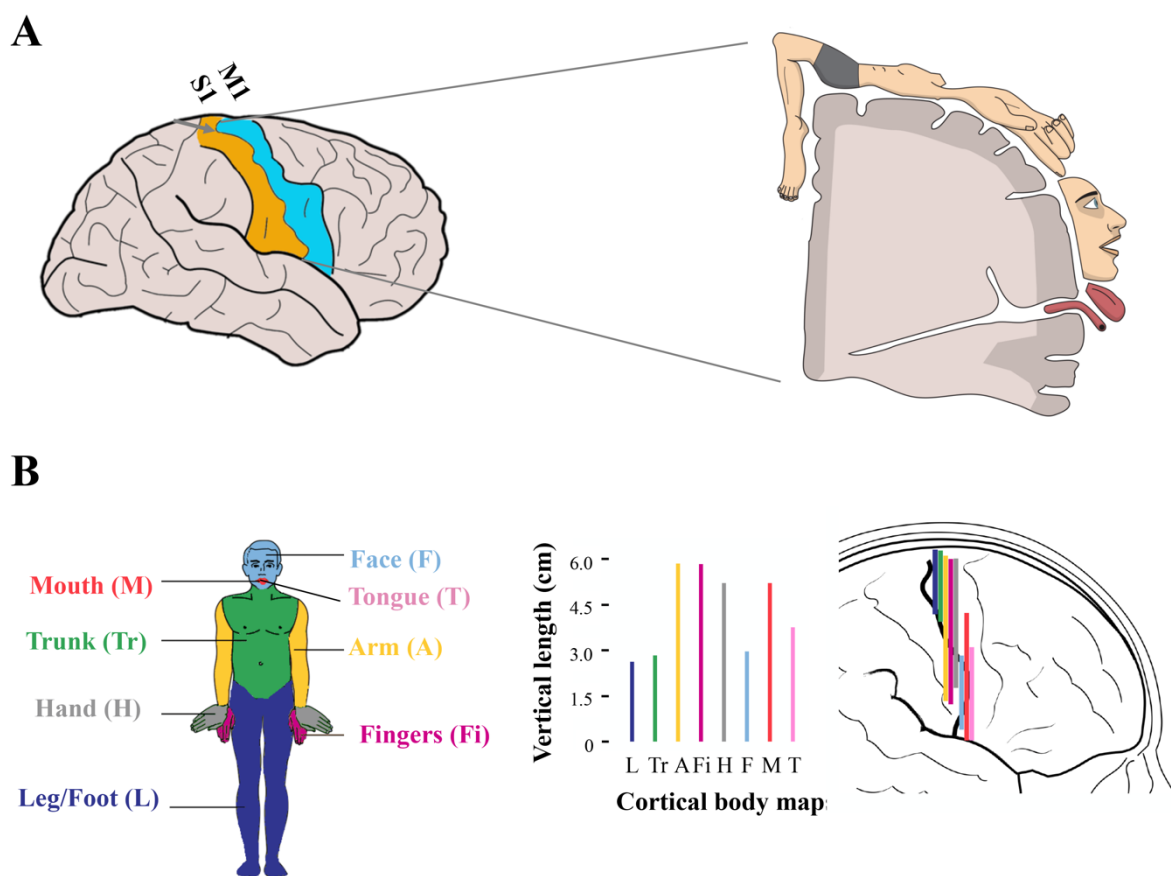 A
S1
M1
B
Face (F)
Mouth (M)
Tongue (T)
Trunk (Tr)
Arm (A)
Hand (H)
Fingers (Fi)
Leg/Foot (L)
Vertical length (cm)
6.0
4.5
3.0
1.5
0
L Tr A Fi H F M T
Cortical body map: